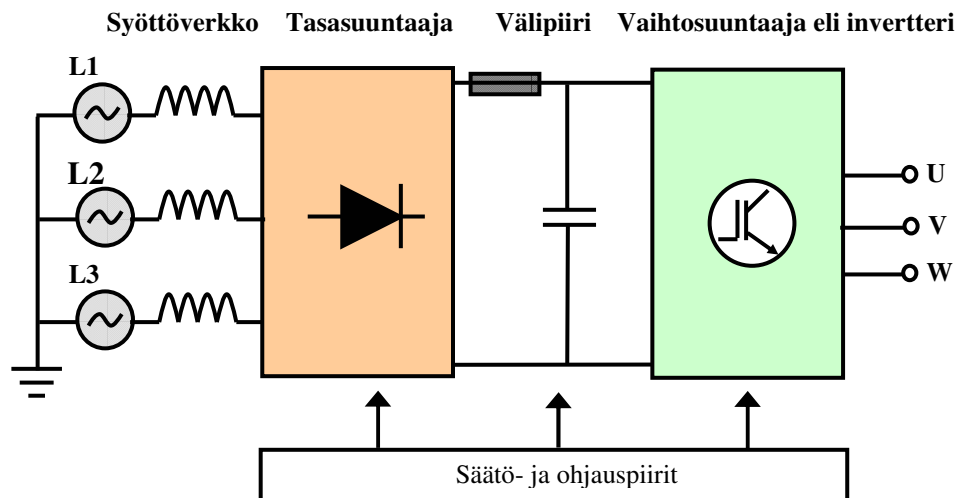 Syöttöverkko Tasasuuntaaja Välipiiri Vaihtosuuntaaja eli invertteri
L1
L2
U
V
L3
W
Säätö- ja ohjauspiirit